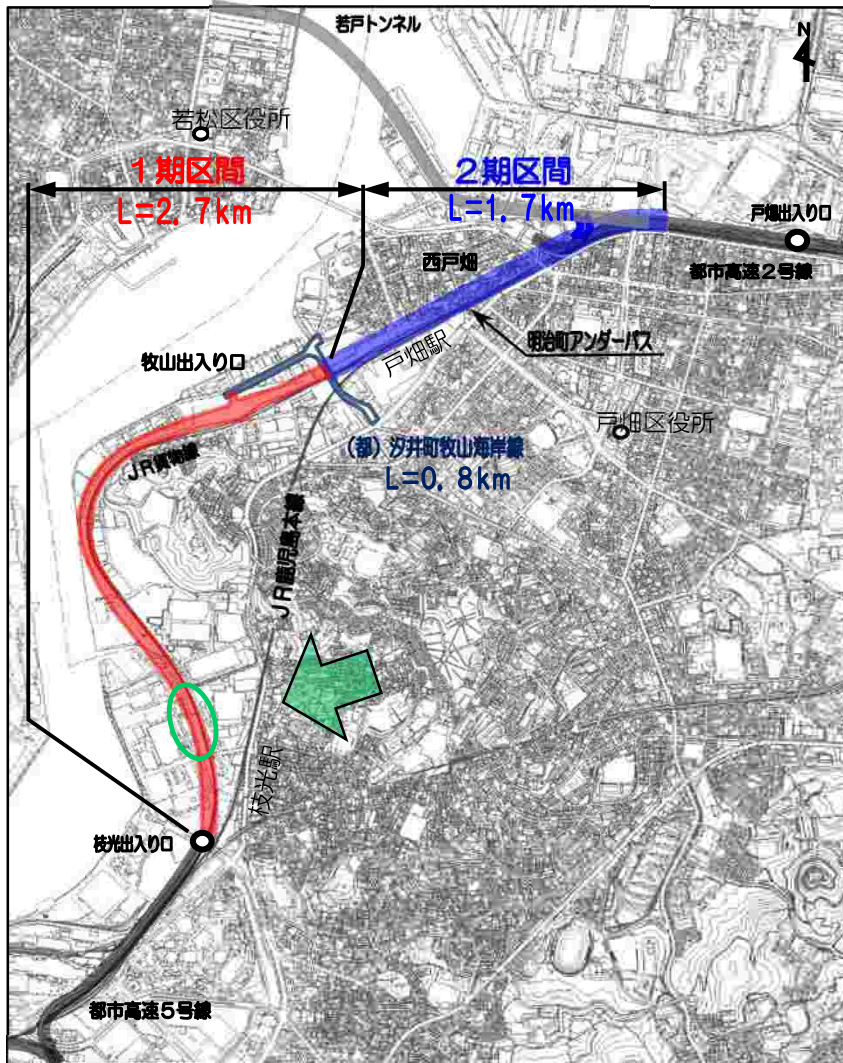 若戸トンネル
N
若松区役所
1期区間
L=2.7km
2期区間
L=1.7km
戸畑出入り口
都市高速2号線
西戸畑
牧山出入り口
戸畑駅
明治町アンダーパス
戸畑区役所
(都)汐井町牧山海岸線
L=0.8km
JR貨物線
JR鹿児島本線
枝光駅
枝光出入り口
都市高速5号線